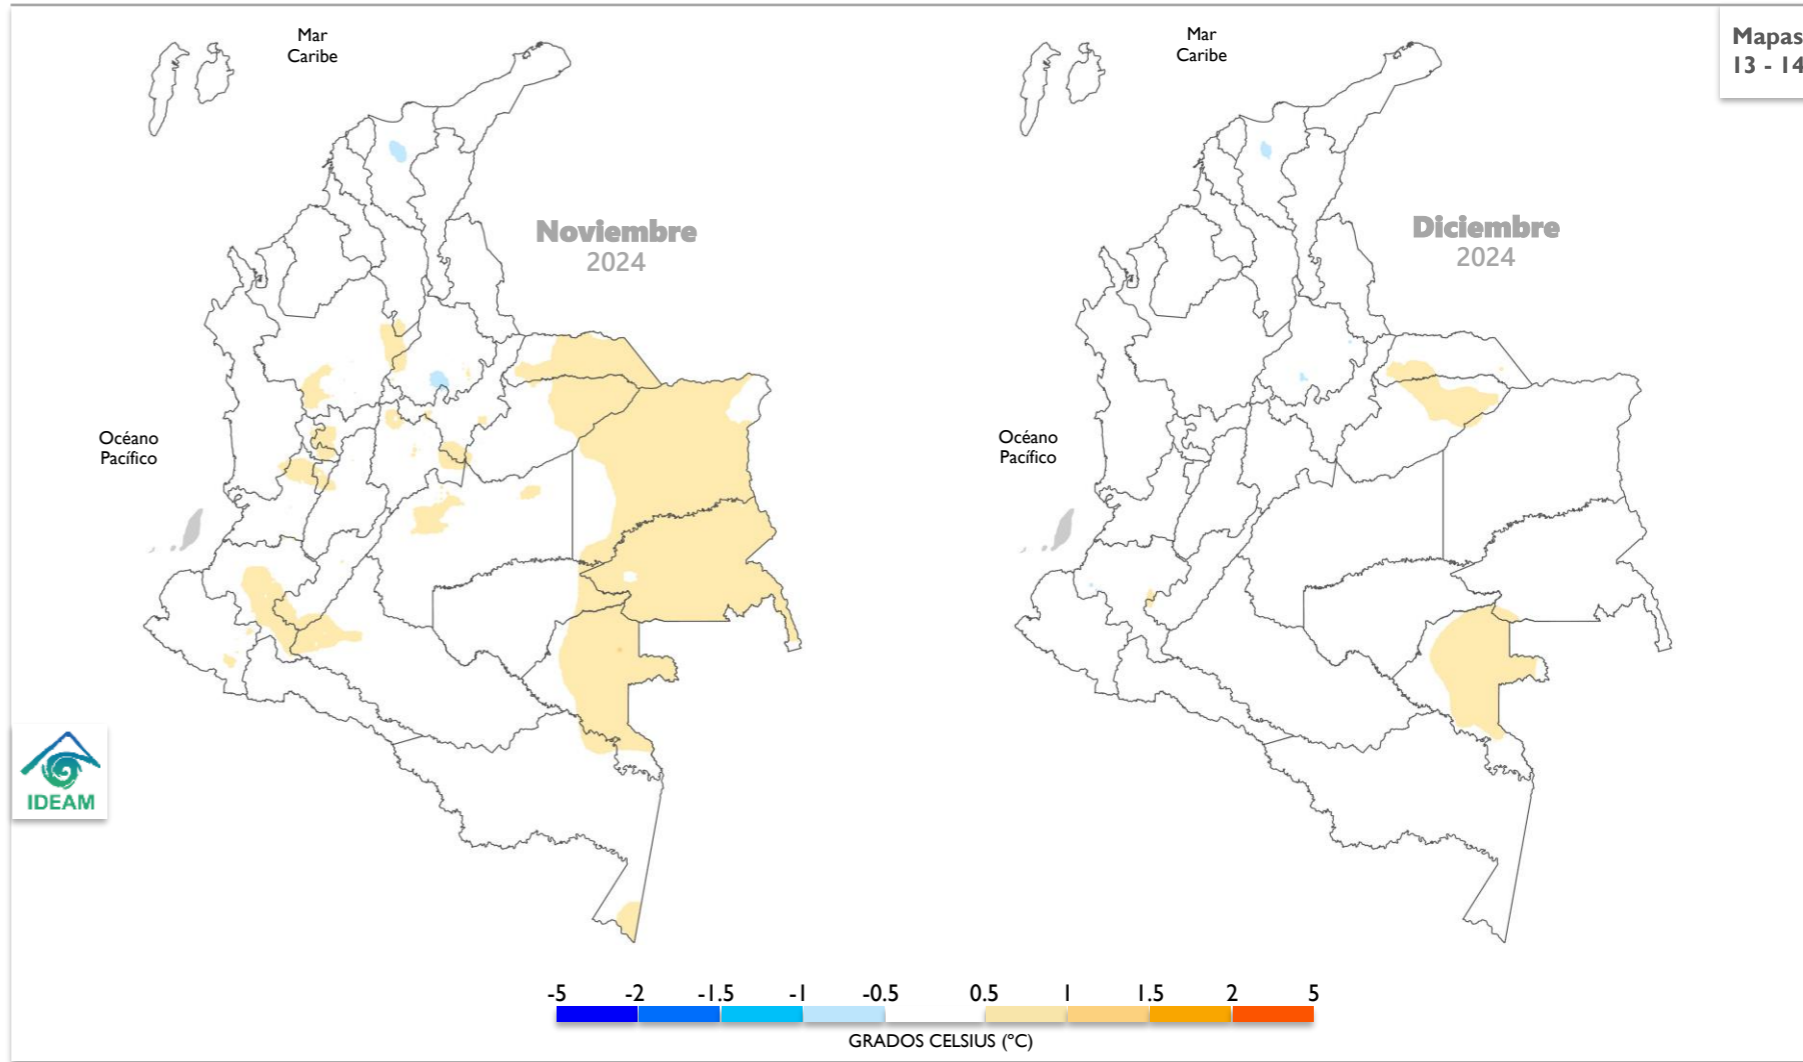 Mar
Caribe
Mar
Caribe
Mapas
13 - 14
Noviembre
2024
Diciembre
2024
Océano
Pacífico
Océano
Pacífico
IDEAM
-5 -2 -1.5 -1 -0.5 0.5 1 1.5 2 5
GRADOS CELSIUS (°C)